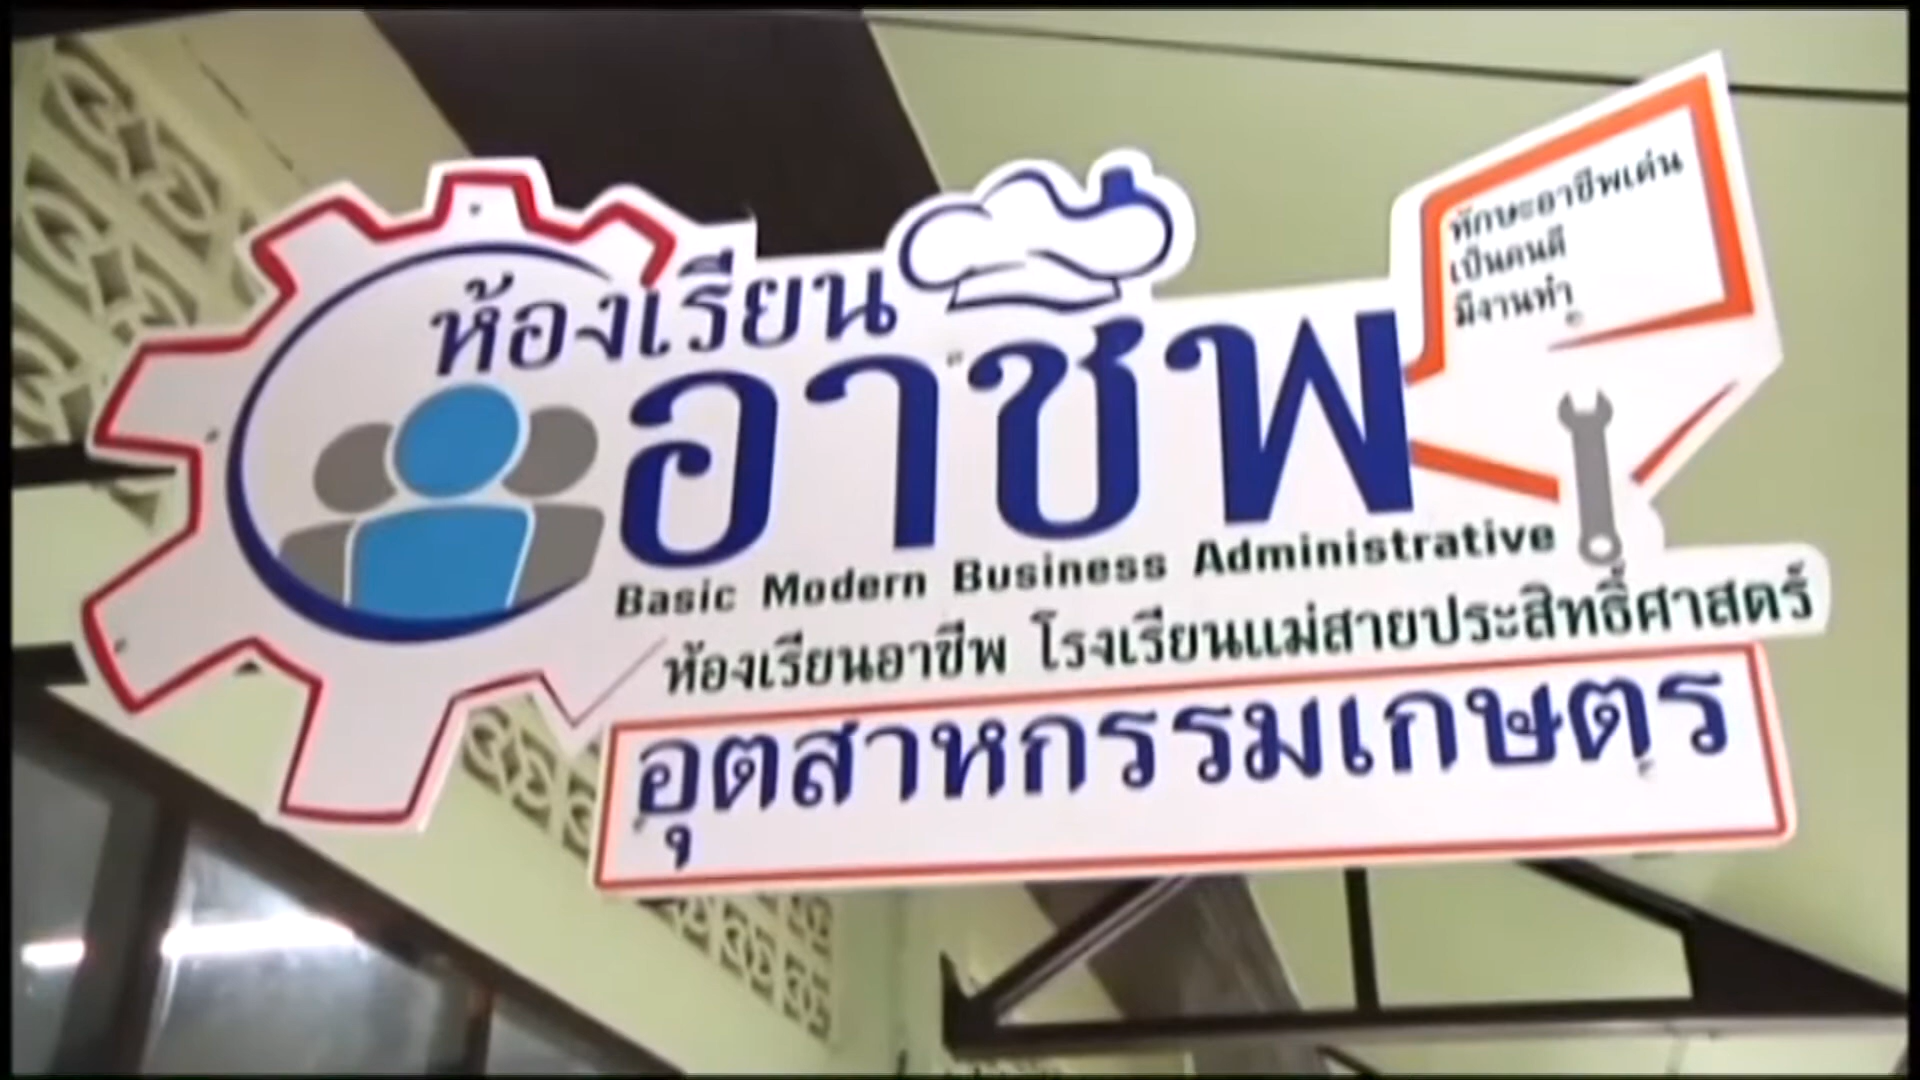 ห้องเรียน
อาชีพ
ทักษะอาชีพเด่น
เป็นคนดี
มีงานทำ
Basic Modern Business Administrative
ห้องเรียนอาชีพ โรงเรียนแม่สายประสิทธิ์ศาสตร์
อุตสาหกรรมเกษตร